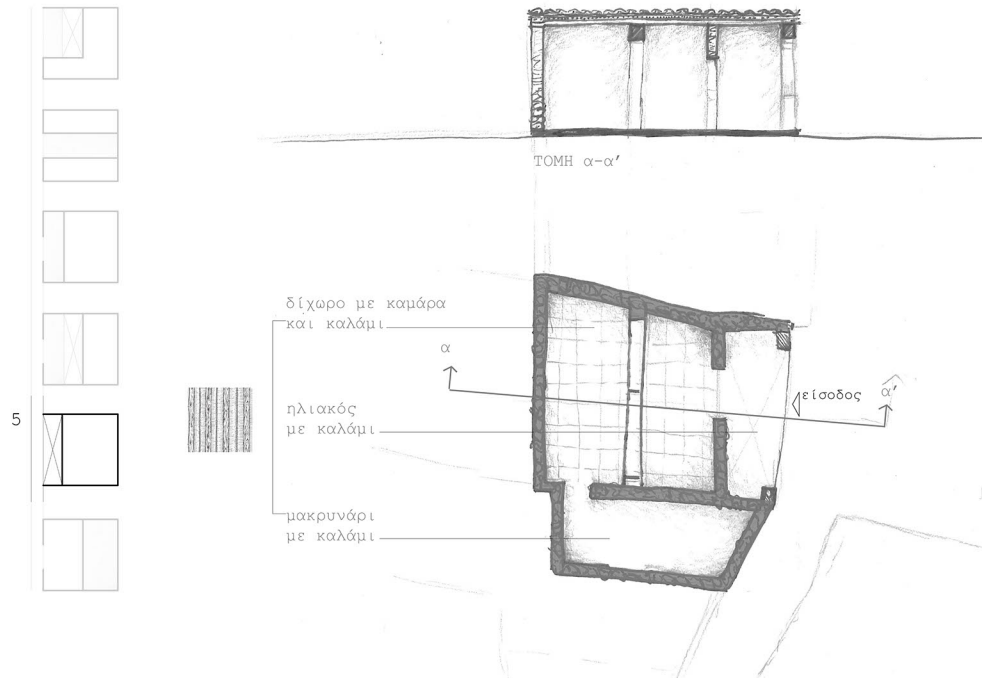 ΤΟΜΗ α-α’
δίχωρο με καμάρα
και καλάμι
α
α’
είσοδος
ηλιακός
με καλάμι
5
μακρυνάρι
με καλάμι